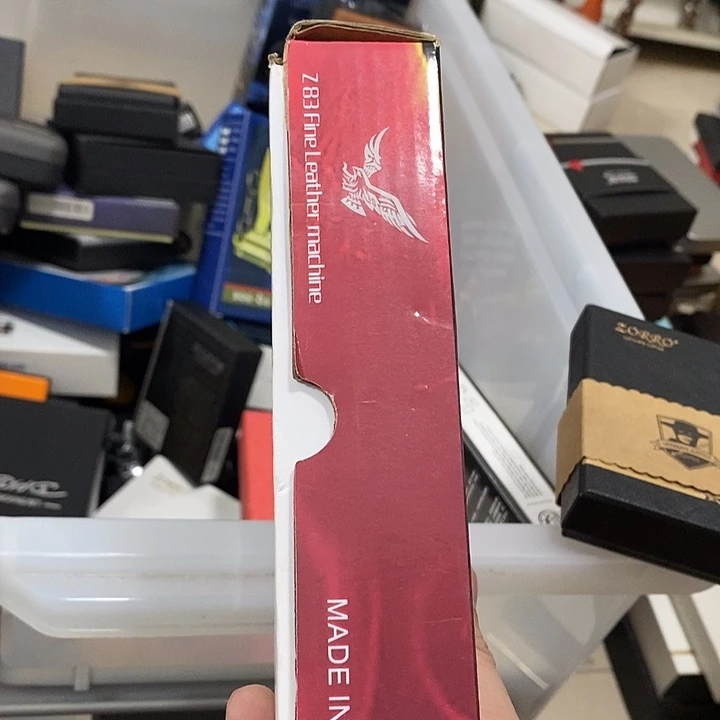 Z83 Fine Leather machine
MADE IN
ZORRO